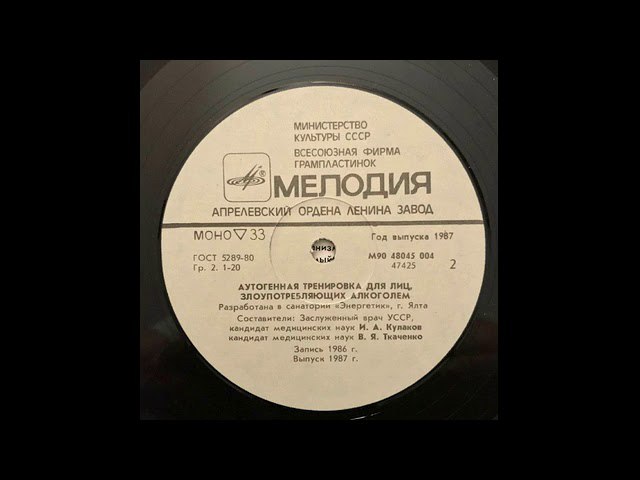 МИНИСТЕРСТВО
КУЛЬТУРЫ СССР
ВСЕСОЮЗНАЯ ФИРМА
ГРАМПЛАСТИНОК
МЕЛОДИЯ
АПРЕЛЕВСКИЙ ОРДЕНА ЛЕНИНА ЗАВОД
МОНО ▽ 33
Год выпуска 1987
ГОСТ 5289-80
М90 48045 004
Гр. 2. 1-20
47425
2
АУТОГЕННАЯ ТРЕНИРОВКА ДЛЯ ЛИЦ,
ЗЛОУПОТРЕБЛЯЮЩИХ АЛКОГОЛЕМ
Разработана в санатории «Энергетик», г. Ялта
Составители: Заслуженный врач УССР,
кандидат медицинских наук И. А. Кулаков
кандидат медицинских наук В. Я. Ткаченко
Запись 1986 г.
Выпуск 1987 г.